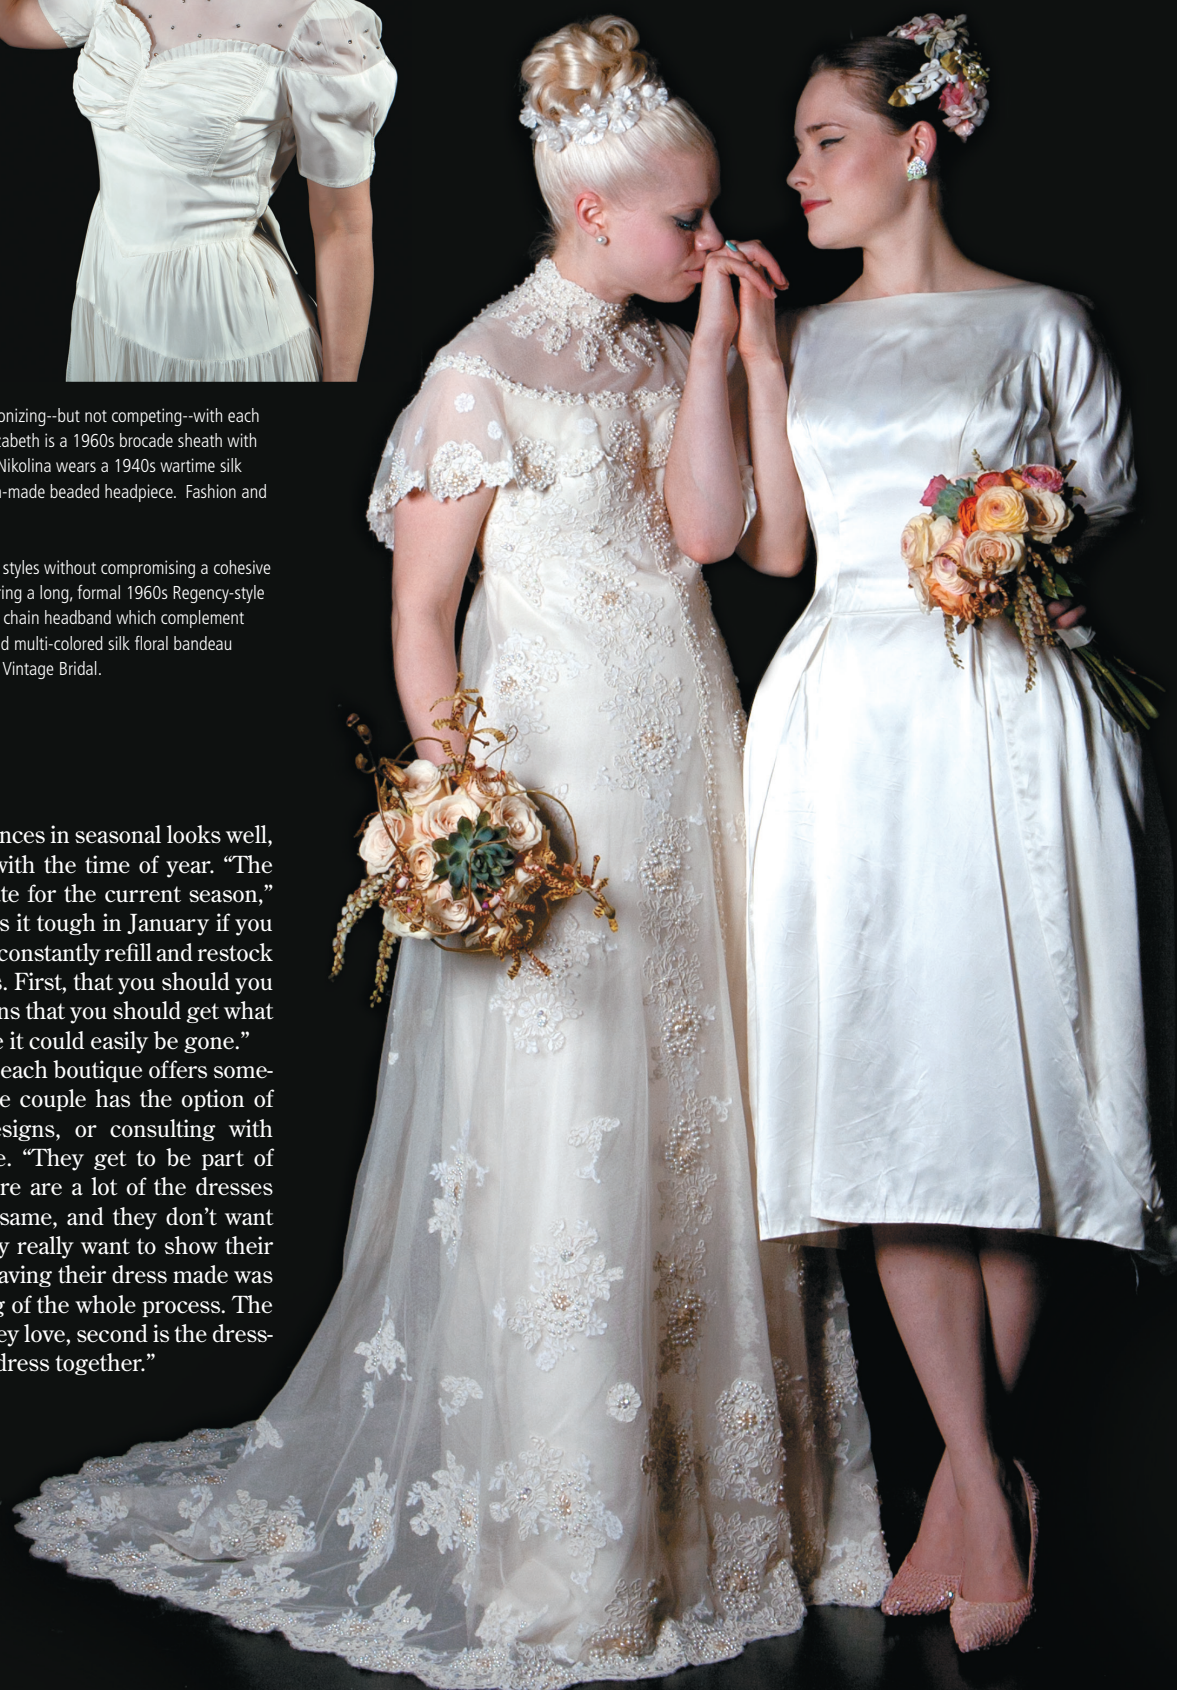 onizing--but not competing--with each
abeth is a 1960s brocade sheath with
Nikolina wears a 1940s wartime silk
-made beaded headpiece. Fashion and
styles without compromising a cohesive
ring a long, formal 1960s Regency-style
chain headband which complement
d multi-colored silk floral bandeau
Vintage Bridal.
nces in seasonal looks well,
with the time of year. “The
te for the current season,”
s it tough in January if you
constantly refill and restock
s. First, that you should you
ns that you should get what
e it could easily be gone.”
each boutique offers some-
e couple has the option of
esigns, or consulting with
e. “They get to be part of
re are a lot of the dresses
same, and they don’t want
y really want to show their
aving their dress made was
g of the whole process. The
ey love, second is the dress-
dress together.”